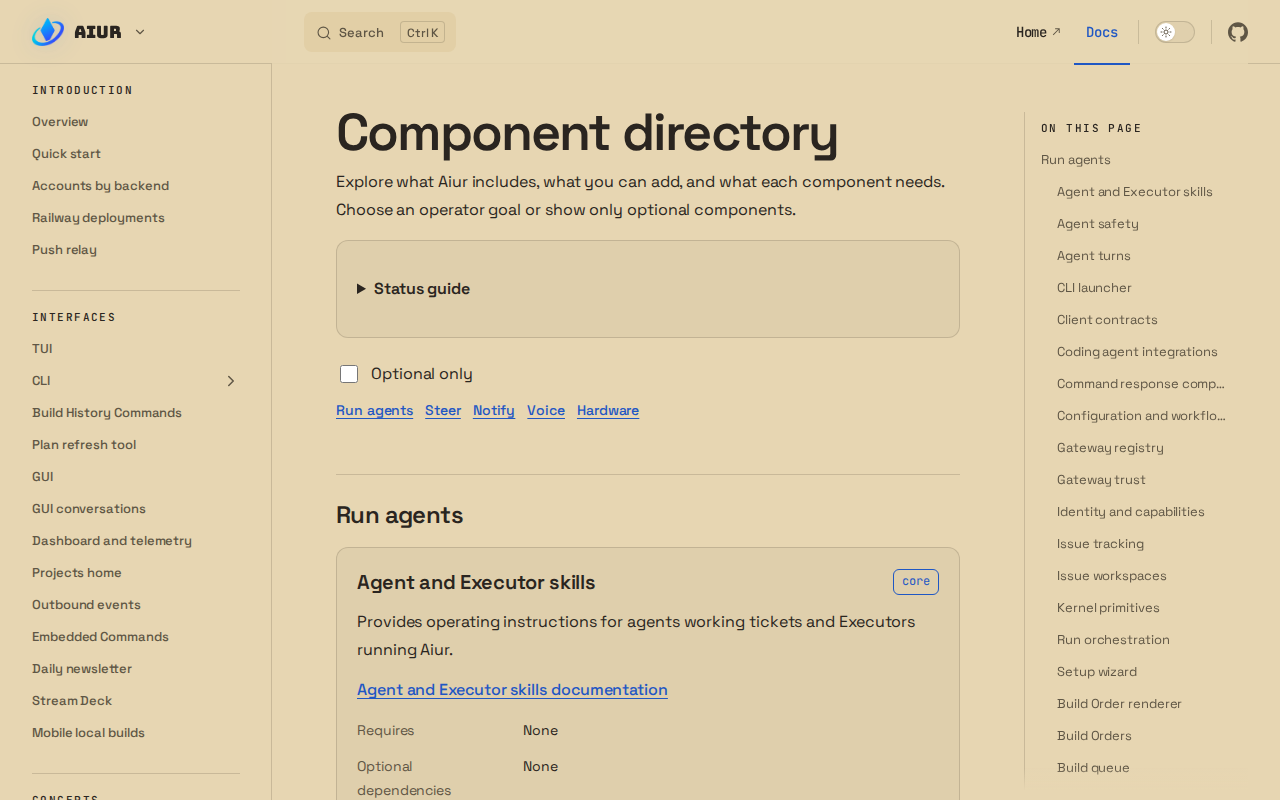 AIUR
Search Ctrl K
Home
Docs
INTRODUCTION
Overview
Quick start
Accounts by backend
Railway deployments
Push relay
INTERFACES
TUI
CLI
Build History Commands
Plan refresh tool
GUI
GUI conversations
Dashboard and telemetry
Projects home
Outbound events
Embedded Commands
Daily newsletter
Stream Deck
Mobile local builds
CONCEPTS
Component directory
Explore what Aiur includes, what you can add, and what each component needs.
Choose an operator goal or show only optional components.
Status guide
Optional only
Run agents Steer Notify Voice Hardware
Run agents
Agent and Executor skills
core
Provides operating instructions for agents working tickets and Executors
running Aiur.
Agent and Executor skills documentation
Requires None
Optional None
dependencies
ON THIS PAGE
Run agents
Agent and Executor skills
Agent safety
Agent turns
CLI launcher
Client contracts
Coding agent integrations
Command response comp…
Configuration and workflo…
Gateway registry
Gateway trust
Identity and capabilities
Issue tracking
Issue workspaces
Kernel primitives
Run orchestration
Setup wizard
Build Order renderer
Build Orders
Build queue